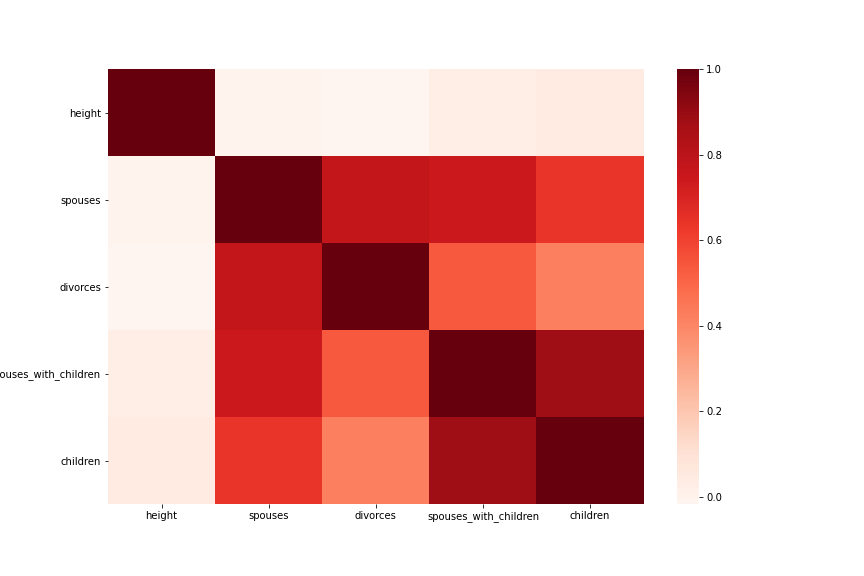 height
spouses
divorces
ouses_with_children
children
height spouses divorces spouses_with_children children
1.0
0.8
0.6
0.4
0.2
0.0